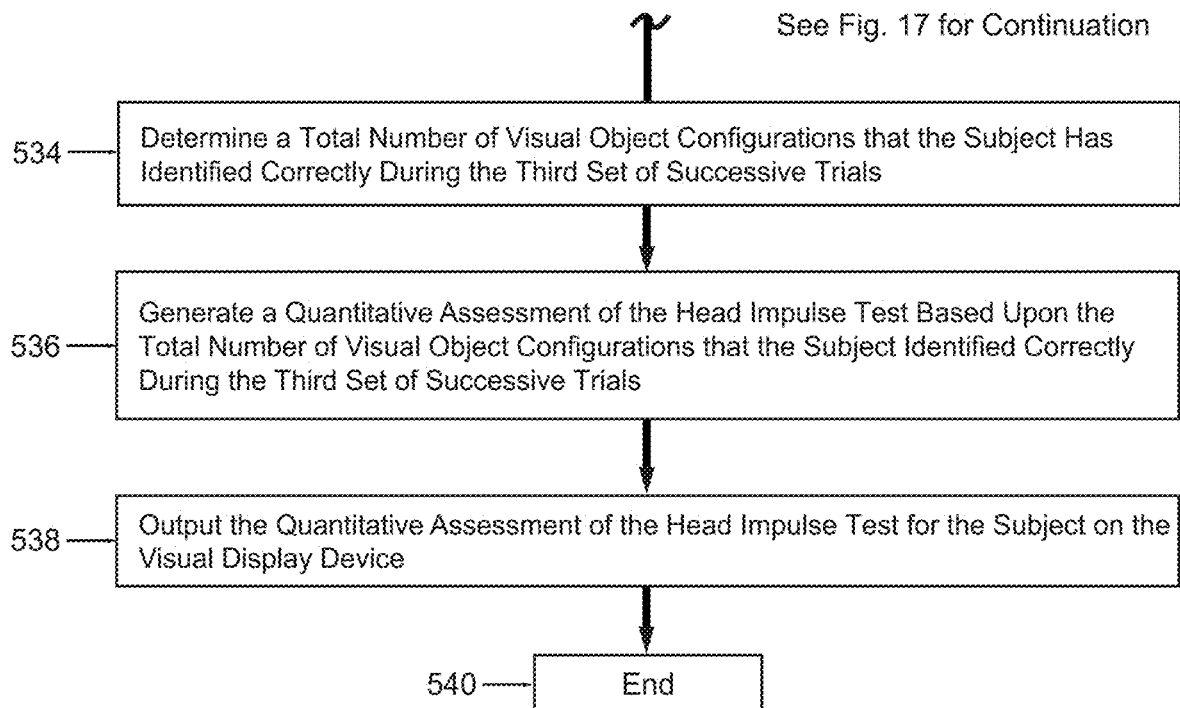 See Fig. 17 for Continuation
534
Determine a Total Number of Visual Object Configurations that the Subject Has
Identified Correctly During the Third Set of Successive Trials
536
Generate a Quantitative Assessment of the Head Impulse Test Based Upon the
Total Number of Visual Object Configurations that the Subject Identified Correctly
During the Third Set of Successive Trials
538
Output the Quantitative Assessment of the Head Impulse Test for the Subject on the
Visual Display Device
540
End